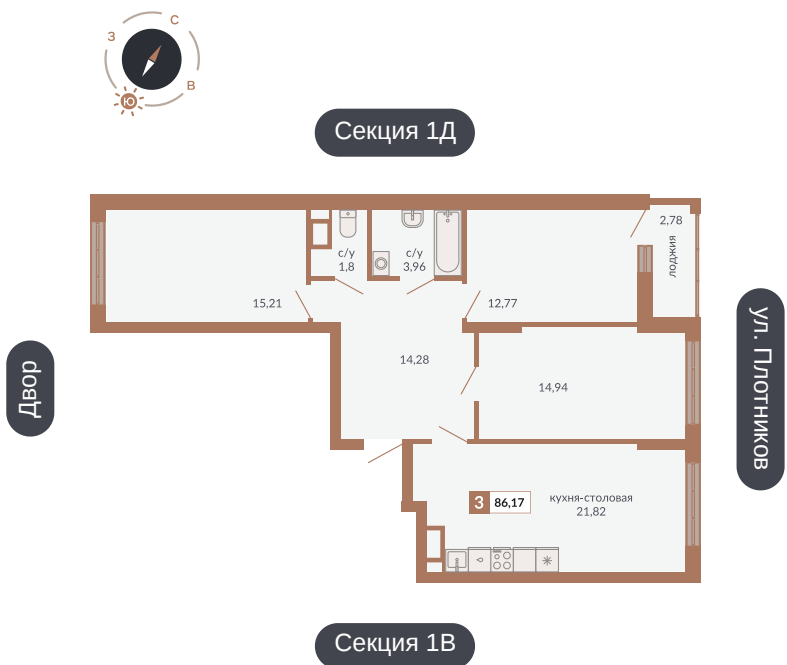 С
З
В
Ю
Секция 1Д
2,78
лоджия
с/у
1,8
с/у
3,96
15,21
12,77
14,28
14,94
Двор
ул. Плотников
3 86,17
кухня-столовая
21,82
Секция 1В